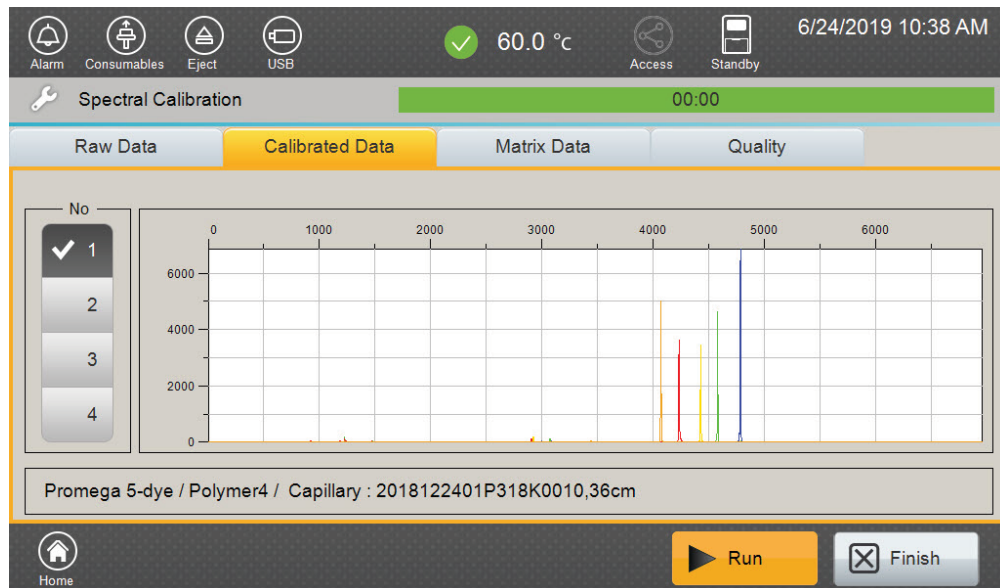 60.0 °c
6/24/2019 10:38 AM
Alarm
Consumables
Eject
USB
Access
Standby
Spectral Calibration
00:00
Raw Data
Calibrated Data
Matrix Data
Quality
No
1
2
3
4
0
1000
2000
3000
4000
5000
6000
6000
4000
2000
0
Promega 5-dye / Polymer4 / Capillary : 2018122401P318K0010,36cm
Home
Run
Finish